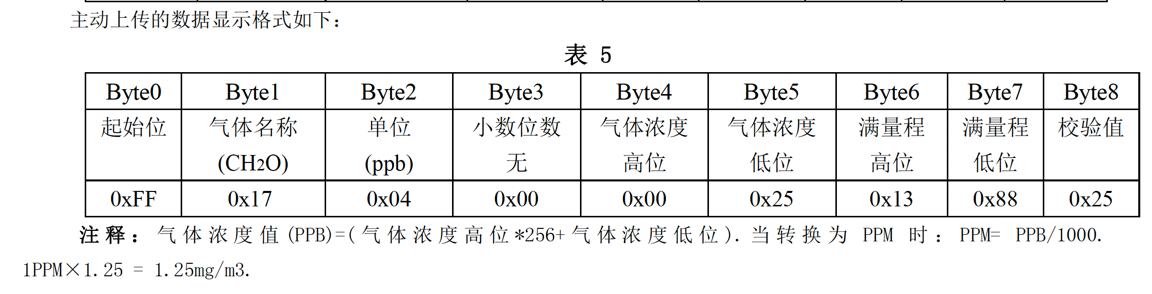 主动上传的数据显示格式如下：
表 5
Byte0 Byte1 Byte2 Byte3 Byte4 Byte5 Byte6 Byte7 Byte8
起始位 气体名称 单位 小数位数 气体浓度 气体浓度 满量程 满量程 校验值
(CH2O) (ppb) 无 高位 低位 高位 低位
0xFF 0x17 0x04 0x00 0x00 0x25 0x13 0x88 0x25
注释：气体浓度值(PPB)=(气体浓度高位*256+气体浓度低位).当转换为 PPM 时：PPM= PPB/1000.
1PPM×1.25 = 1.25mg/m3.